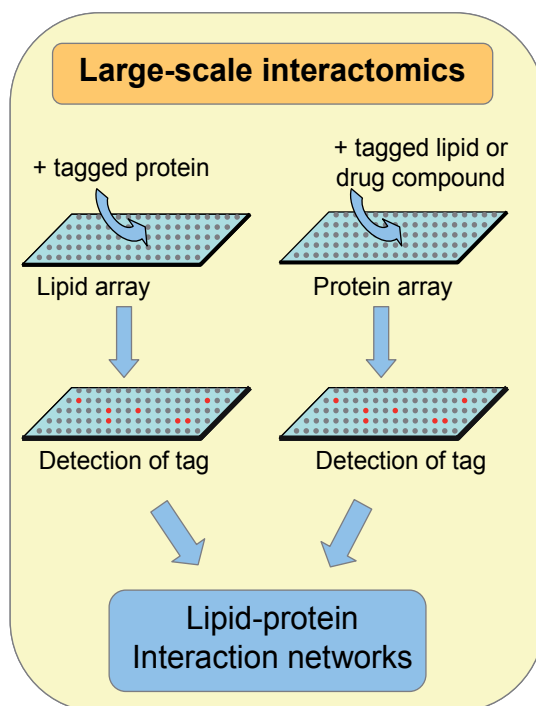 Large-scale interactomics
+ tagged protein
+ tagged lipid or
drug compound
Lipid array
Protein array
Detection of tag
Detection of tag
Lipid-protein
Interaction networks